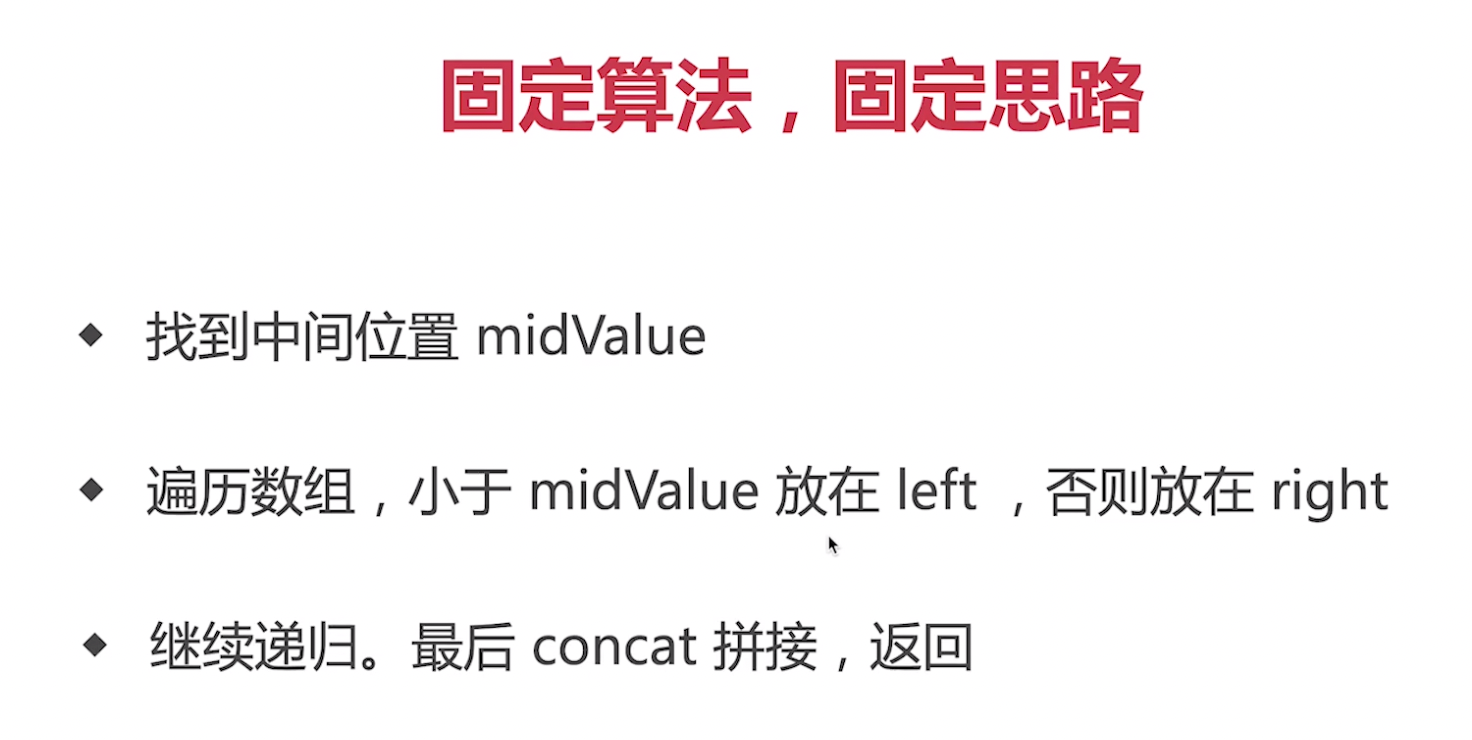 固定算法，固定思路
◆ 找到中间位置 midValue
◆ 遍历数组，小于 midValue 放在 left ，否则放在 right
◆ 继续递归。最后 concat 拼接，返回